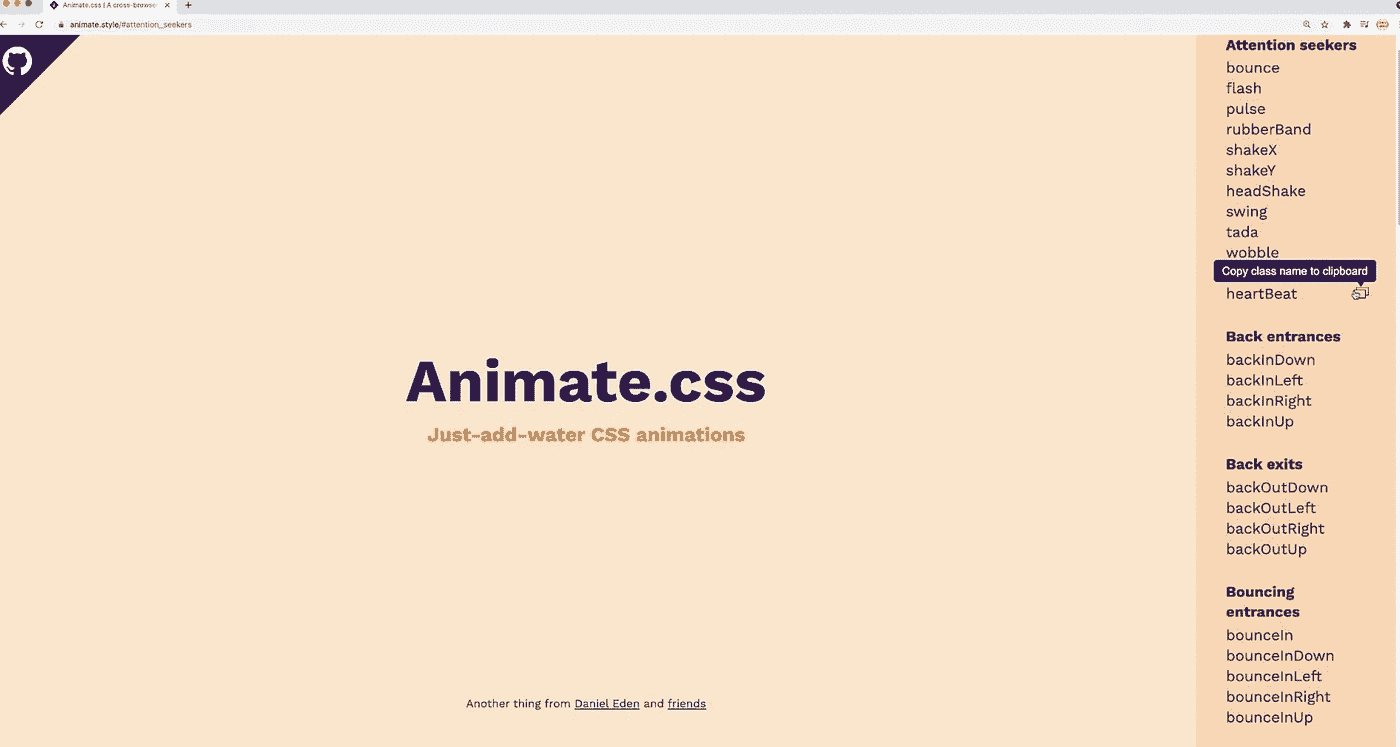 Animate.css | A cross-browse
animate.style/#attention_seekers
Animate.css
Just-add-water CSS animations
Another thing from Daniel Eden and friends
Attention seekers
bounce
flash
pulse
rubberBand
shakeX
shakeY
headShake
swing
tada
wobble
Copy class name to clipboard
heartBeat
Back entrances
backInDown
backInLeft
backInRight
backInUp
Back exits
backOutDown
backOutLeft
backOutRight
backOutUp
Bouncing
entrances
bounceIn
bounceInDown
bounceInLeft
bounceInRight
bounceInUp